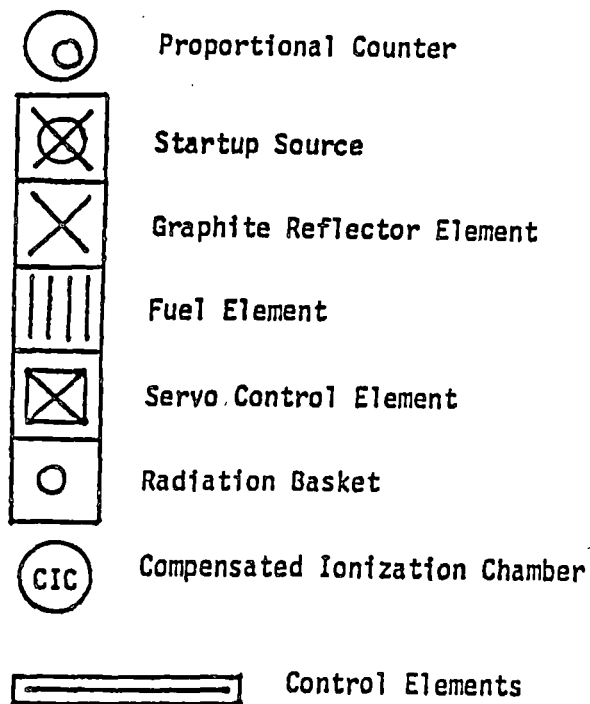 Proportional Counter
Startup Source
Graphite Reflector Element
Fuel Element
Servo Control Element
Radiation Basket
CIC Compensated Ionization Chamber
Control Elements